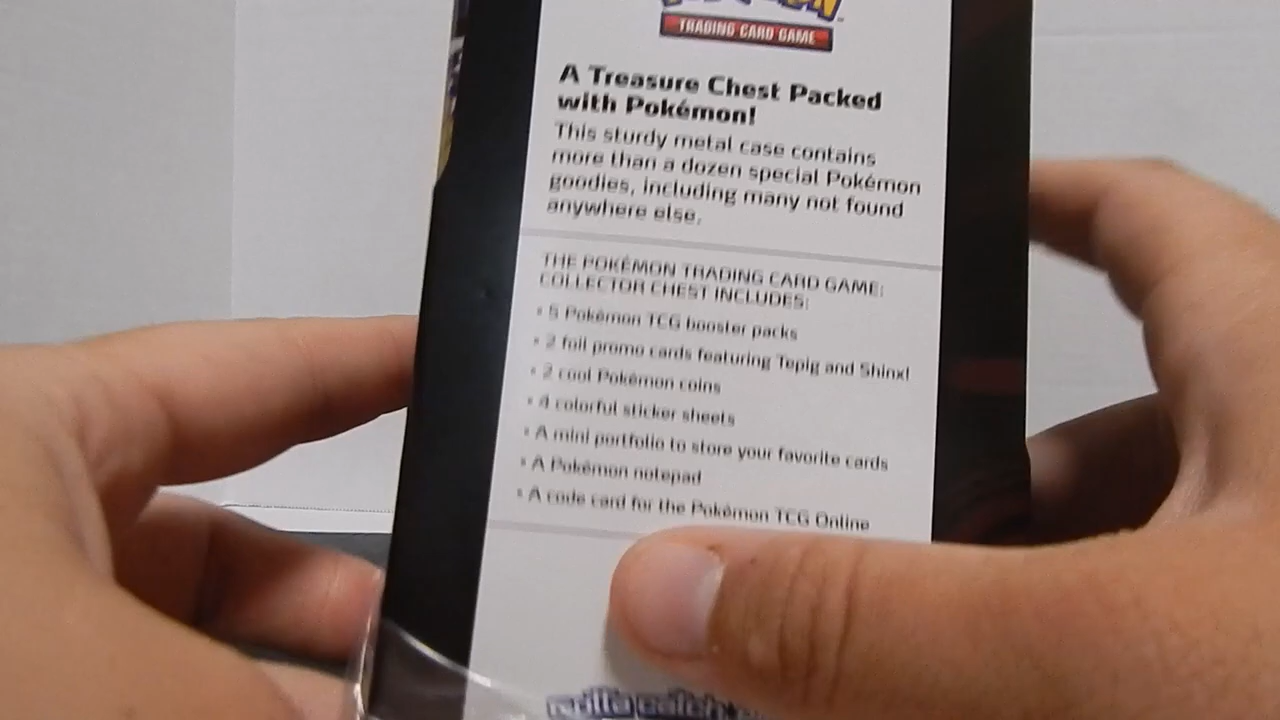 TRADING CARD GAME
A Treasure Chest Packed
with Pokémon!
This sturdy metal case contains
more than a dozen special Pokémon
goodies, including many not found
anywhere else.
THE POKÉMON TRADING CARD GAME:
COLLECTOR CHEST INCLUDES:
• 5 Pokémon TCG booster packs
• 2 foil promo cards featuring Tepig and Shinx!
• 2 cool Pokémon coins
• 4 colorful sticker sheets
• A mini portfolio to store your favorite cards
• A Pokémon notepad
• A code card for the Pokémon TCG Online